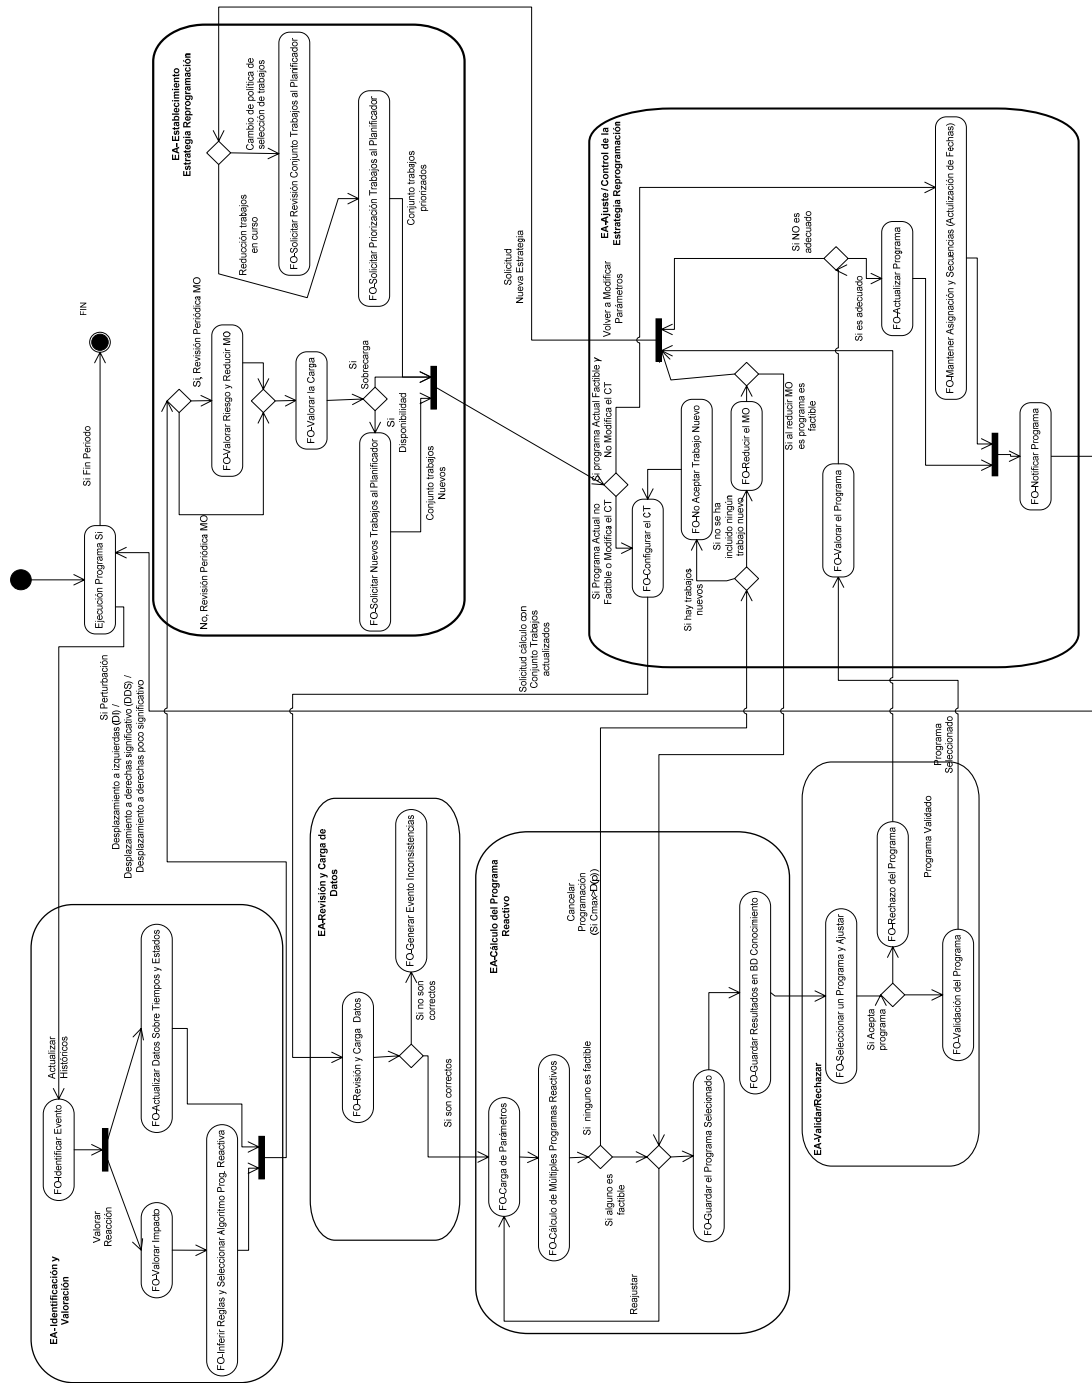 FIN
Si Fin Periodo
Ejecución Programa Si
Si Perturbación
Desplazamiento a izquierdas (DI) /
Desplazamiento a derechas significativo (DDS) /
Desplazamiento a derechas poco significativo
EA-Identificación y
Valoración
Actualizar
Históricos
FO-Identificar Evento
Valorar
Reacción
FO-Actualizar Datos Sobre Tiempos y Estados
FO-Valorar Impacto
FO-Inferir Reglas y Seleccionar Algoritmo Prog. Reactiva
EA- Establecimiento
Estrategia Reprogramación
Cambio de política de
selección de trabajos
Reducción trabajos
en curso
FO-Solicitar Revisión Conjunto Trabajos al Planificador
FO-Solicitar Priorización Trabajos al Planificador
Conjunto trabajos
priorizados
Si, Revisión Periódica MO
No, Revisión Periódica MO
FO-Valorar Riesgo y Reducir MO
FO-Valorar la Carga
Si
Sobrecarga
Si
Disponibilidad
FO-Solicitar Nuevos Trabajos al Planificador
Conjunto trabajos
Nuevos
Solicitud
Nueva Estrategia
Solicitud cálculo con
Conjunto Trabajos
actualizados
EA-Revisión y Carga de
Datos
FO-Revisión y Carga Datos
FO-Generar Evento Inconsistencias
Si no son
correctos
Si son correctos
EA-Cálculo del Programa
Reactivo
FO-Carga de Parámetros
FO-Cálculo de Múltiples Programas Reactivos
Si ninguno es factible
Cancelar
Programación
(Si Cmax>D(p))
Si alguno es
factible
Reajustar
FO-Guardar el Programa Selecionado
FO-Guardar Resultados en BD Conocimiento
EA-Ajuste / Control de la
Estrategia Reprogramación
Volver a Modificar
Parámetros
Si programa Actual Factible y
No Modifica el CT
Si Programa Actual no
Factible o Modifica el CT
FO-Configurar el CT
FO-No Aceptar Trabajo Nuevo
Si hay trabajos
nuevos
Si no se ha
incluido ningún
trabajo nuevo
FO-Reducir el MO
Si al reducir MO
es programa es
factible
Si NO es
adecuado
Si es adecuado
FO-Valorar el Programa
FO-Actualizar Programa
FO-Mantener Asignación y Secuencias (Actulización de Fechas)
FO-Notificar Programa
EA-Validar/Rechazar
FO-Seleccionar un Programa y Ajustar
Si Acepta
programa
FO-Rechazo del Programa
FO-Validación del Programa
Programa Validado
Programa
Seleccionado